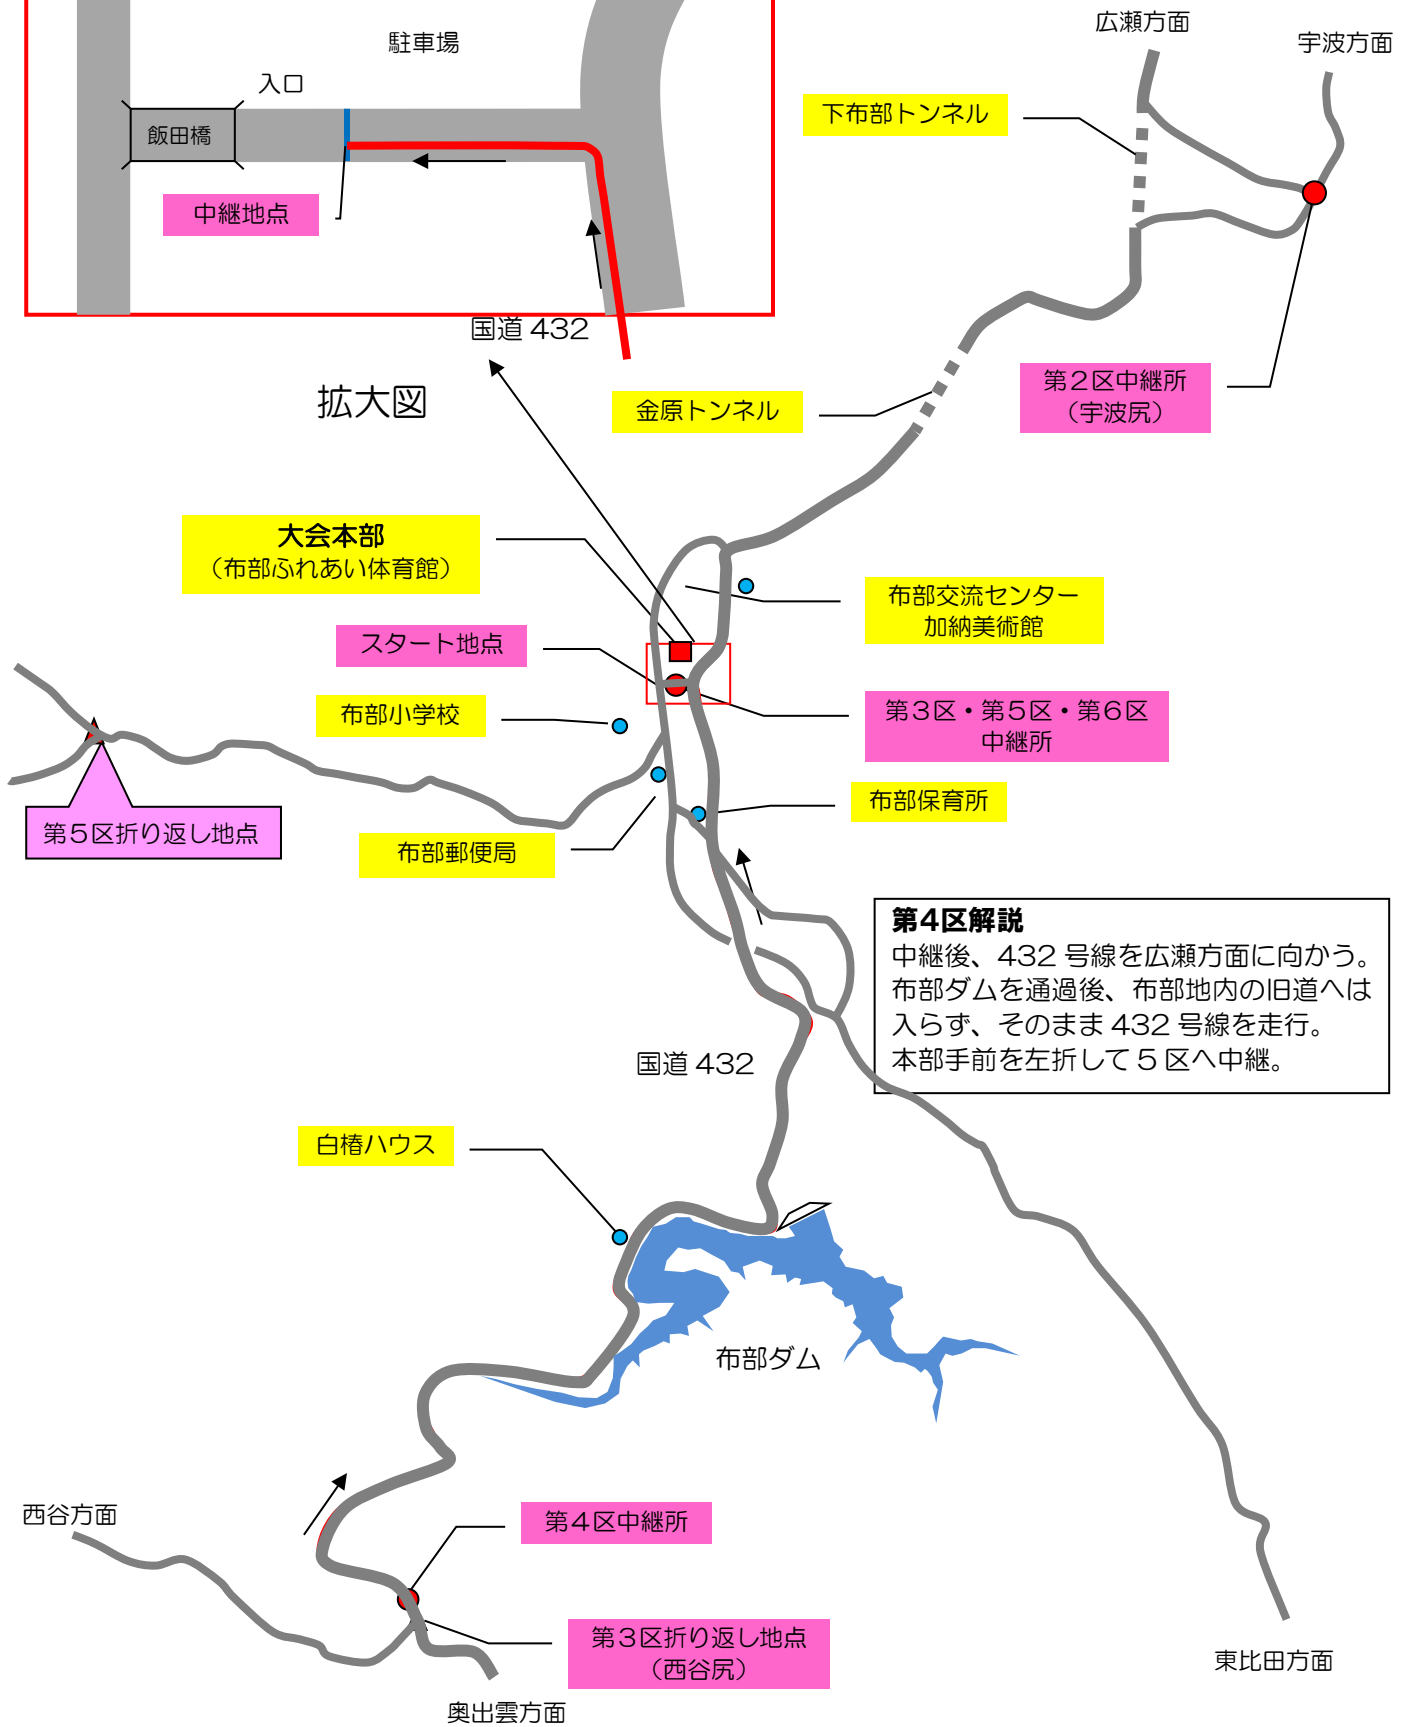 広瀬方面
宇波方面
駐車場
入口
飯田橋
下布部トンネル
中継地点
国道 432
拡大図
金原トンネル
第2区中継所
（宇波尻）
大会本部
（布部ふれあい体育館）
布部交流センター
加納美術館
スタート地点
布部小学校
第3区・第5区・第6区
中継所
布部保育所
第5区折り返し地点
布部郵便局
第4区解説
中継後、432 号線を広瀬方面に向かう。
布部ダムを通過後、布部地内の旧道へは
入らず、そのまま 432 号線を走行。
本部手前を左折して 5 区へ中継。
国道 432
白椿ハウス
布部ダム
西谷方面
第4区中継所
第3区折り返し地点
（西谷尻）
東比田方面
奥出雲方面